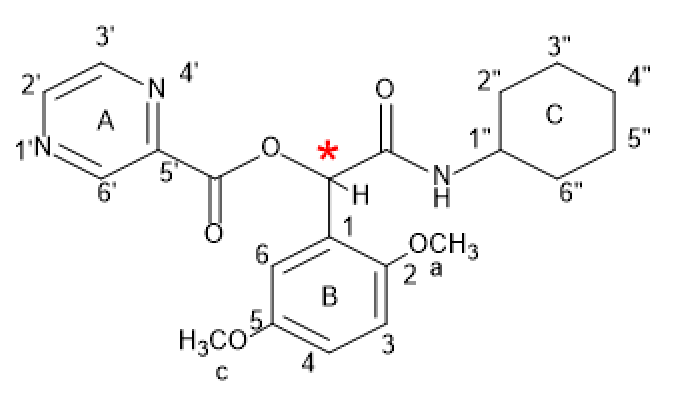 3'
2' N 4' O 3"
2" 4"
A * C
1' N O 1" 5"
5' N
6' H H 6"
O 1
6 OCH3
B 2 a
5
H3CO 3
c 4